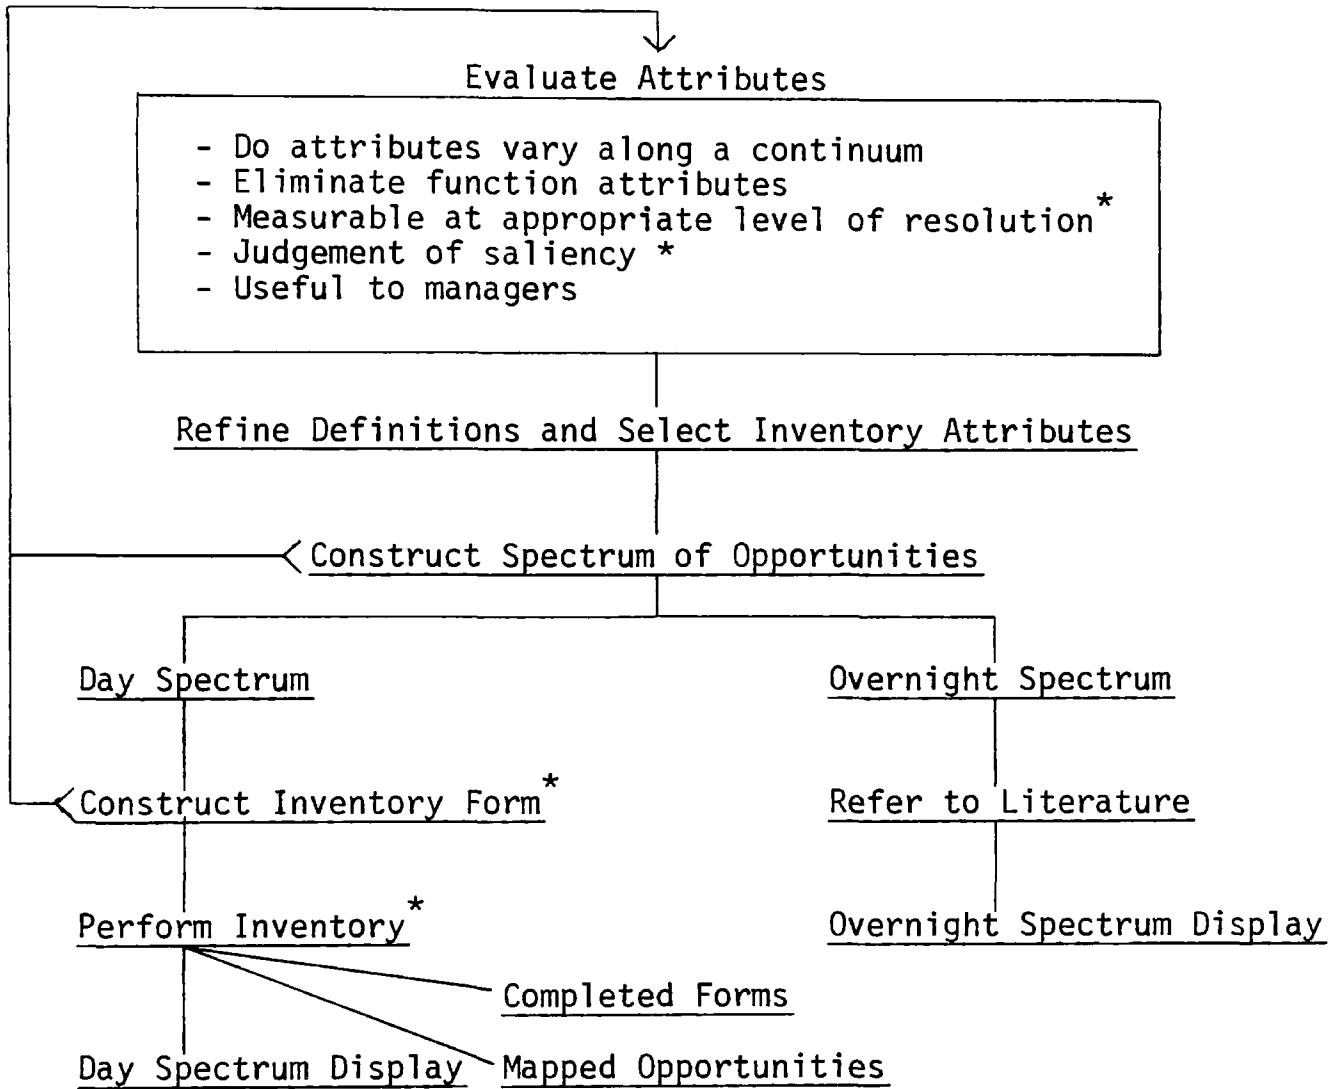 Evaluate Attributes
- Do attributes vary along a continuum
- Eliminate function attributes
- Measurable at appropriate level of resolution*
- Judgement of saliency *
- Useful to managers
Refine Definitions and Select Inventory Attributes
Construct Spectrum of Opportunities
Day Spectrum
Overnight Spectrum
Construct Inventory Form*
Refer to Literature
Perform Inventory*
Overnight Spectrum Display
Completed Forms
Day Spectrum Display
Mapped Opportunities